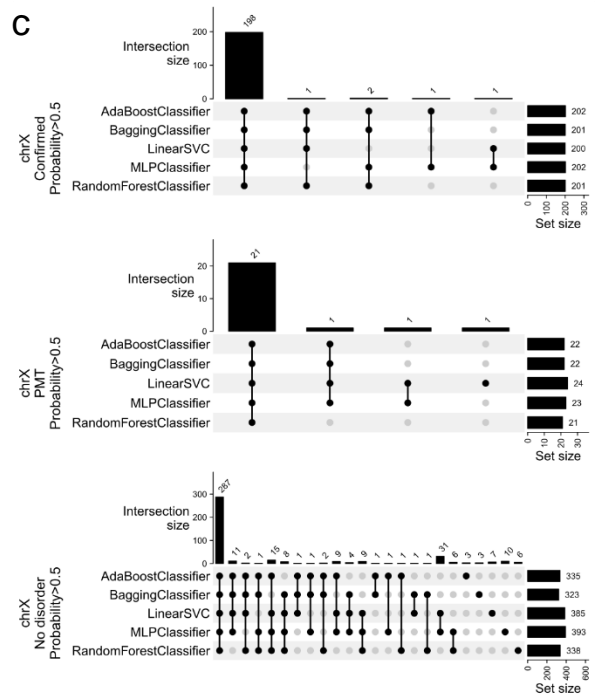 C
Intersection
size
200
100
0
198
1
2
1
1
chrX
Confirmed
Probability>0.5
AdaBoostClassifier
BaggingClassifier
LinearSVC
MLPClassifier
RandomForestClassifier
202
201
200
202
201
0
100
200
300
Set size
Intersection
size
20
10
0
21
1
1
1
chrX
PMT
Probability>0.5
AdaBoostClassifier
BaggingClassifier
LinearSVC
MLPClassifier
RandomForestClassifier
22
22
24
23
21
0
10
20
30
Set size
Intersection
size
300
200
100
0
287
11
2
1
15
8
1
1
2
9
4
9
1
1
1
1
1
31
6
3
3
7
10
6
chrX
No disorder
Probability>0.5
AdaBoostClassifier
BaggingClassifier
LinearSVC
MLPClassifier
RandomForestClassifier
335
323
385
393
338
0
200
400
600
Set size